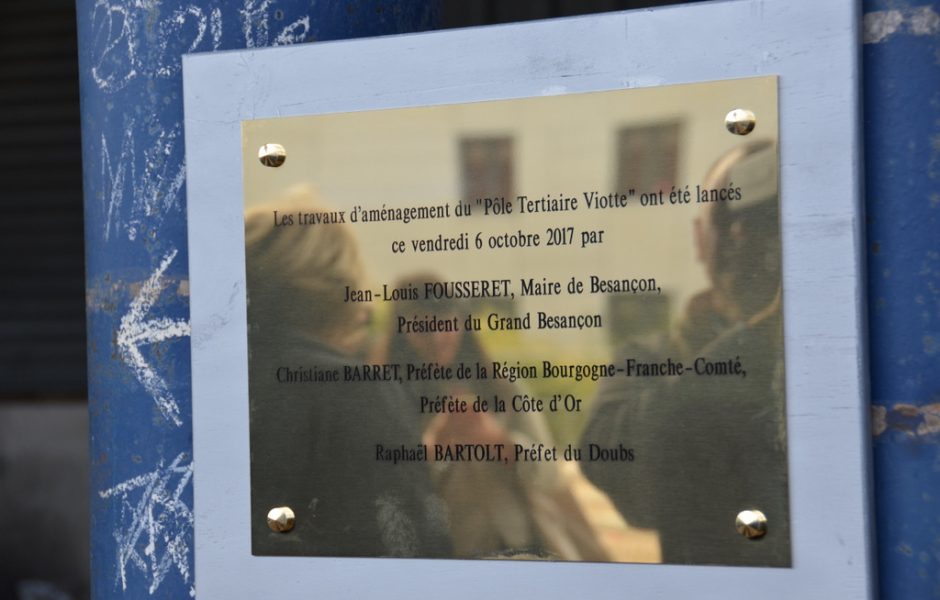 Les travaux d'aménagement du "Pôle Tertiaire Viotte" ont été lancés
ce vendredi 6 octobre 2017 par
Jean-Louis FOUSSERET, Maire de Besançon,
Président du Grand Besançon
Christiane BARRET, Préfète de la Région Bourgogne-Franche-Comté,
Préfète de la Côte d'Or
Raphaël BARTOLT, Préfet du Doubs